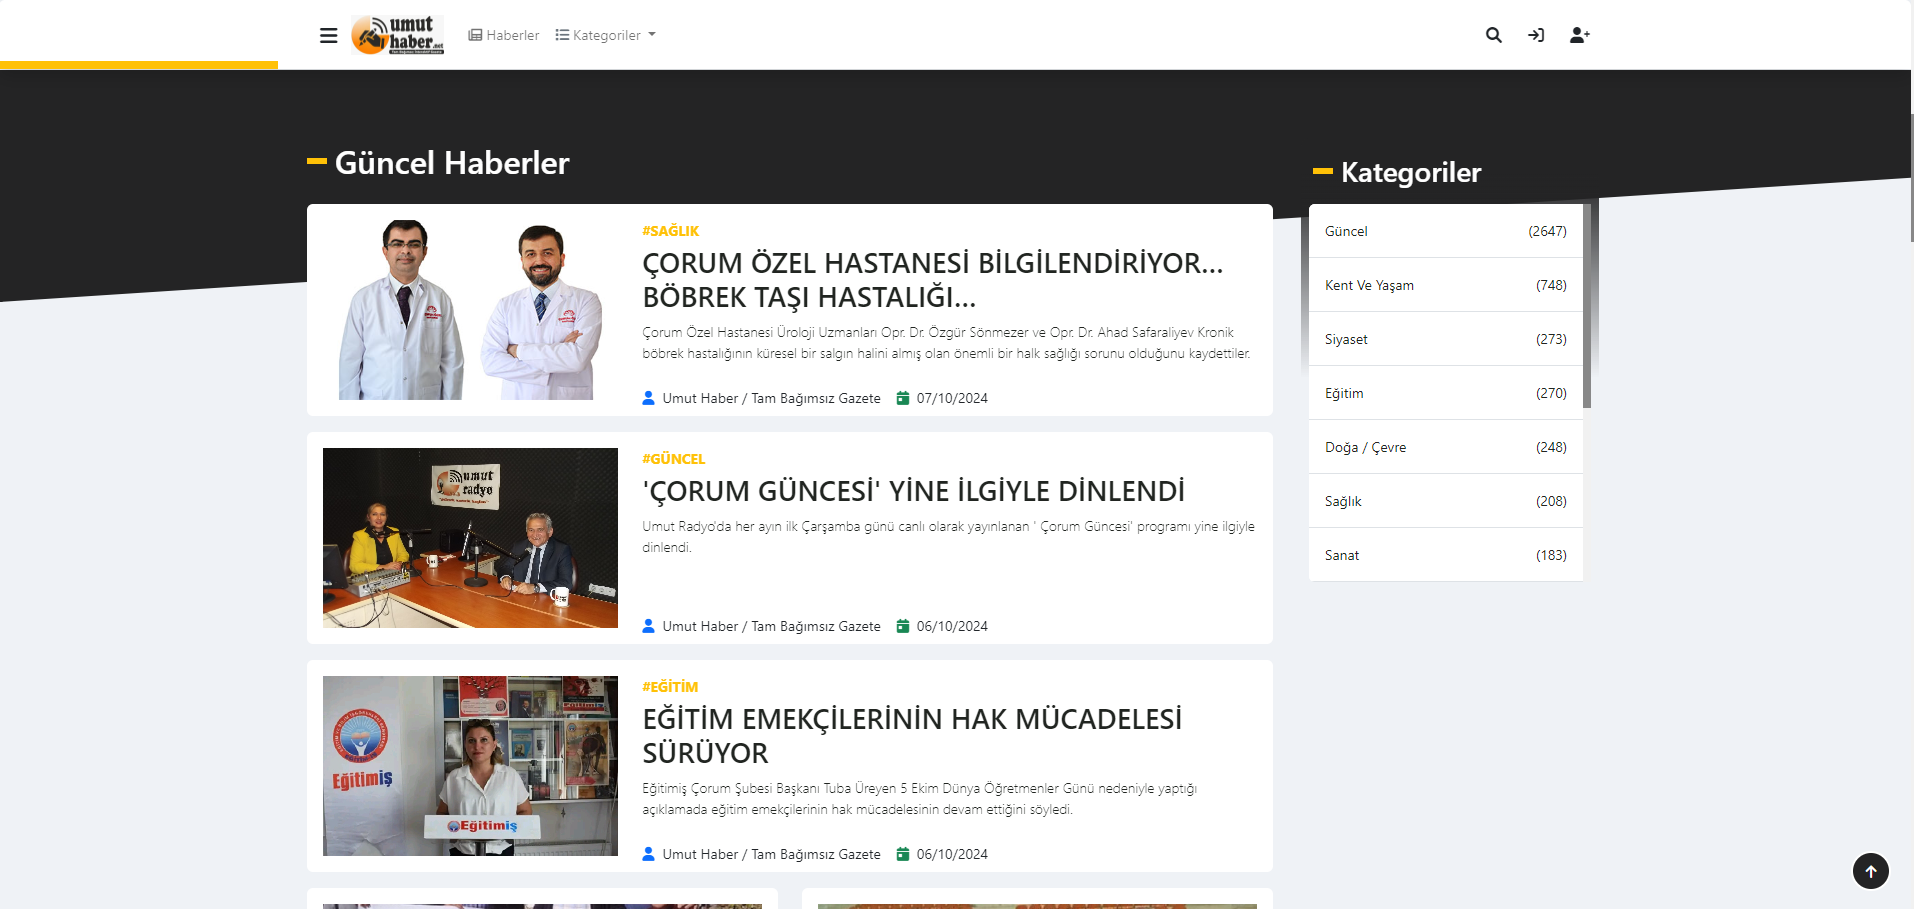 umut
haber.net
Haberler
Kategoriler
Güncel Haberler
#SAĞLIK
ÇORUM ÖZEL HASTANESİ BİLGİLENDİRİYOR...
BÖBREK TAŞI HASTALIĞI...
Çorum Özel Hastanesi Üroloji Uzmanları Opr. Dr. Özgür Sönmezer ve Opr. Dr. Ahad Safaraliyev Kronik
böbrek hastalığının küresel bir salgın halini almış olan önemli bir halk sağlığı sorunu olduğunu kaydettiler.
Umut Haber / Tam Bağımsız Gazete 07/10/2024
umut
radyo
#GÜNCEL
'ÇORUM GÜNCESİ' YİNE İLGİYLE DİNLENDİ
Umut Radyo'da her ayın ilk Çarşamba günü canlı olarak yayınlanan ' Çorum Güncesi' programı yine ilgiyle
dinlendi.
Umut Haber / Tam Bağımsız Gazete 06/10/2024
Eğitimiş
Eğitimiş
#EĞİTİM
EĞİTİM EMEKÇİLERİNİN HAK MÜCADELESİ
SÜRÜYOR
Eğitimiş Çorum Şubesi Başkanı Tuba Üreyen 5 Ekim Dünya Öğretmenler Günü nedeniyle yaptığı
açıklamada eğitim emekçilerinin hak mücadelesinin devam ettiğini söyledi.
Umut Haber / Tam Bağımsız Gazete 06/10/2024
Kategoriler
Güncel (2647)
Kent Ve Yaşam (748)
Siyaset (273)
Eğitim (270)
Doğa / Çevre (248)
Sağlık (208)
Sanat (183)